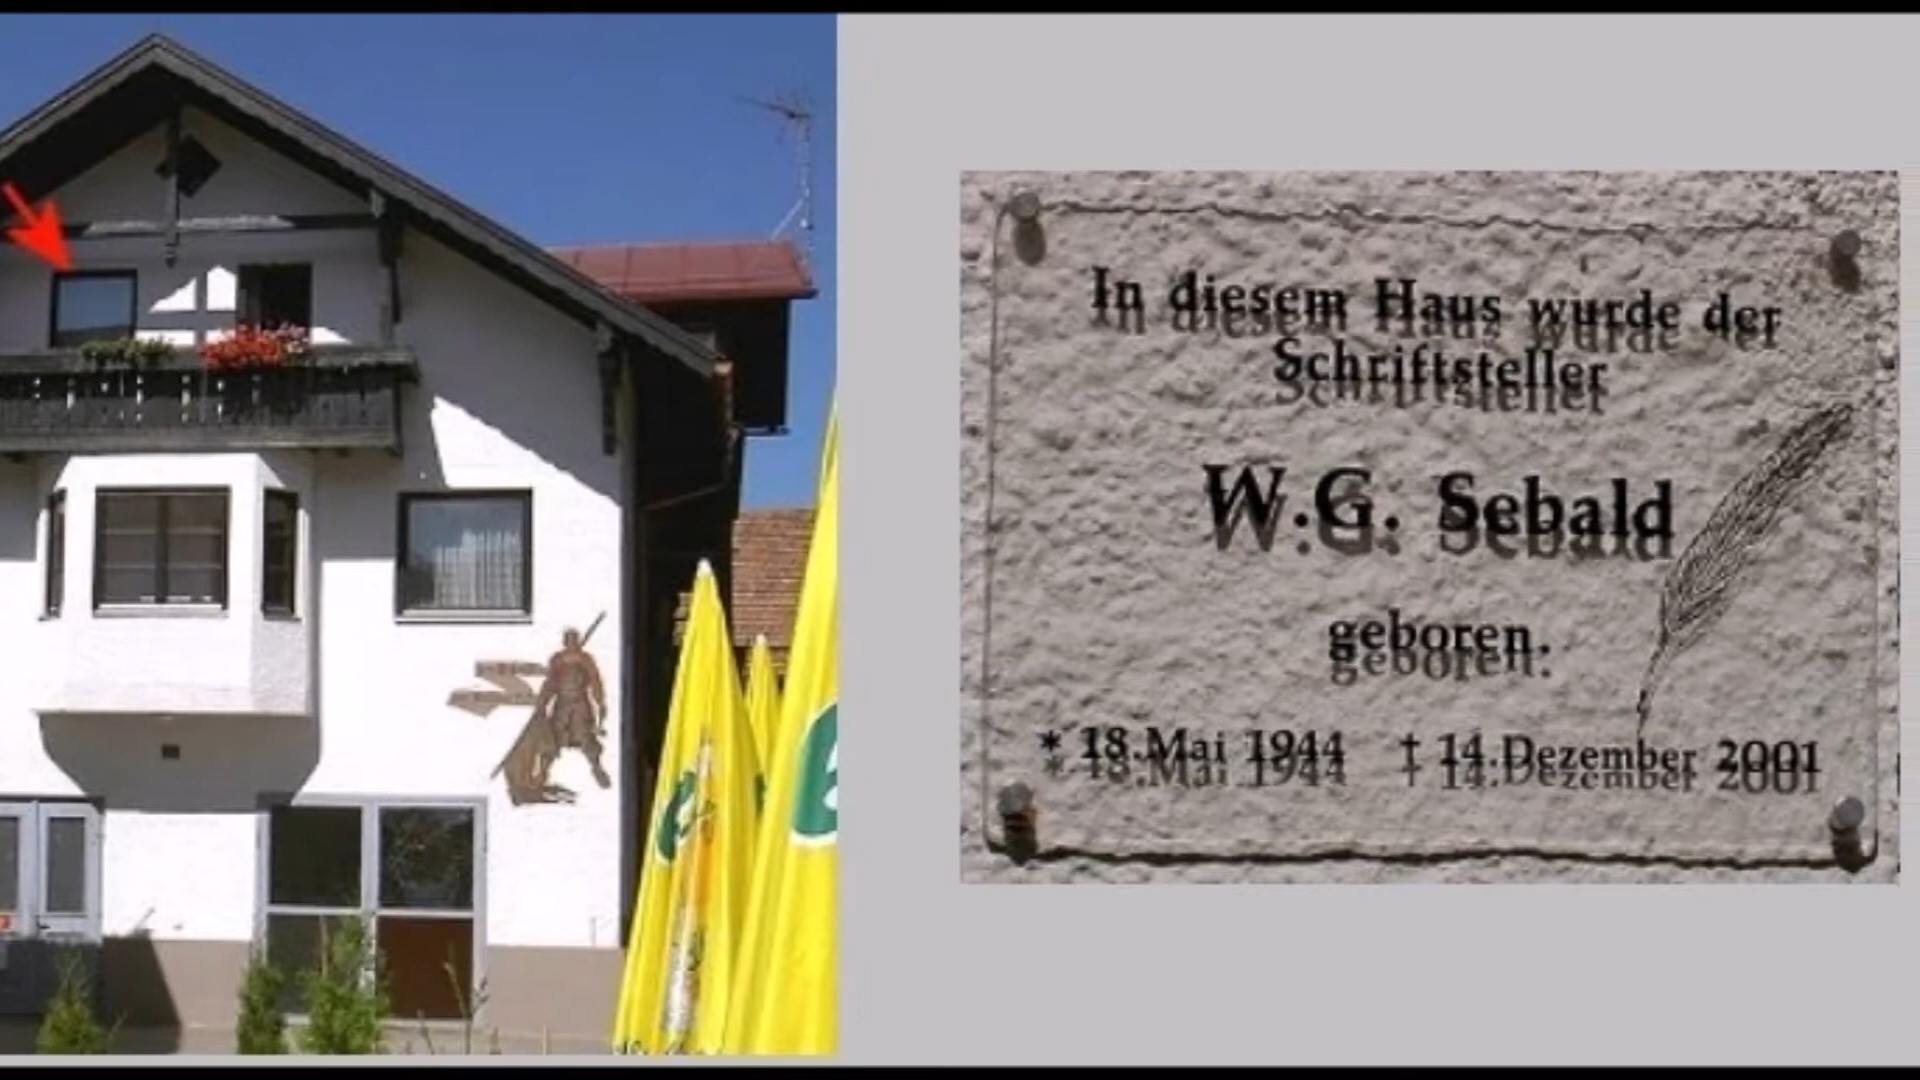 In diesem Haus wurde der
Schriftsteller
W.G. Sebald
geboren.
* 18.Mai 1944 † 14.Dezember 2001